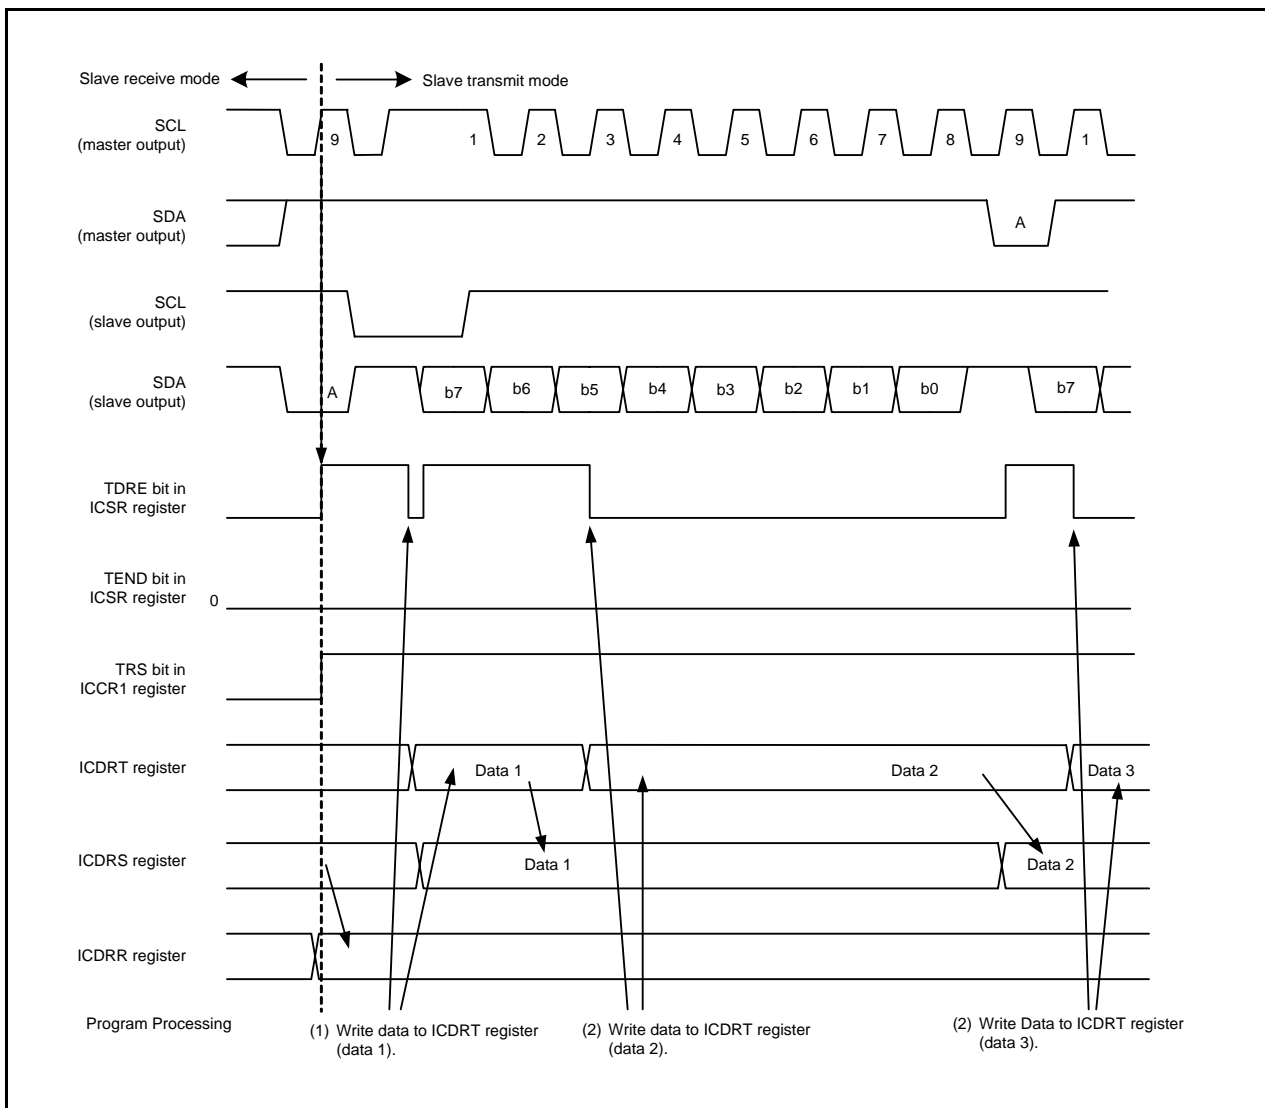 Slave receive mode
Slave transmit mode
SCL
(master output)
9 1 2 3 4 5 6 7 8 9 1
SDA
(master output)
A
SCL
(slave output)
SDA
(slave output)
A b7 b6 b5 b4 b3 b2 b1 b0 b7
TDRE bit in
ICSR register
TEND bit in
ICSR register 0
TRS bit in
ICCR1 register
ICDRT register
Data 1 Data 2 Data 3
ICDRS register
Data 1 Data 2
ICDRR register
Program Processing
(1) Write data to ICDRT register
(data 1).
(2) Write data to ICDRT register
(data 2).
(2) Write Data to ICDRT register
(data 3).